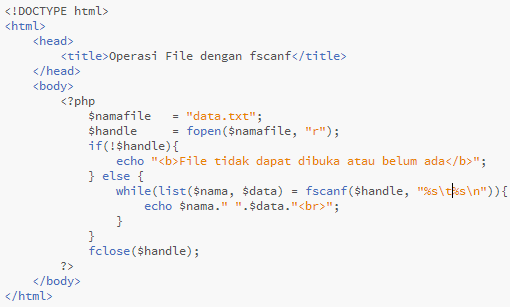 <!DOCTYPE html>
<html>
    <head>
        <title>Operasi File dengan fscanf</title>
    </head>
    <body>
        <?php
            $namafile   = "data.txt";
            $handle     = fopen($namafile, "r");
            if(!$handle){
                echo "<b>File tidak dapat dibuka atau belum ada</b>";
            } else {
                while(list($nama, $data) = fscanf($handle, "%s\t%s\n")){
                    echo $nama." ".$data."<br>";
                }
            }
            fclose($handle);
        ?>
    </body>
</html>